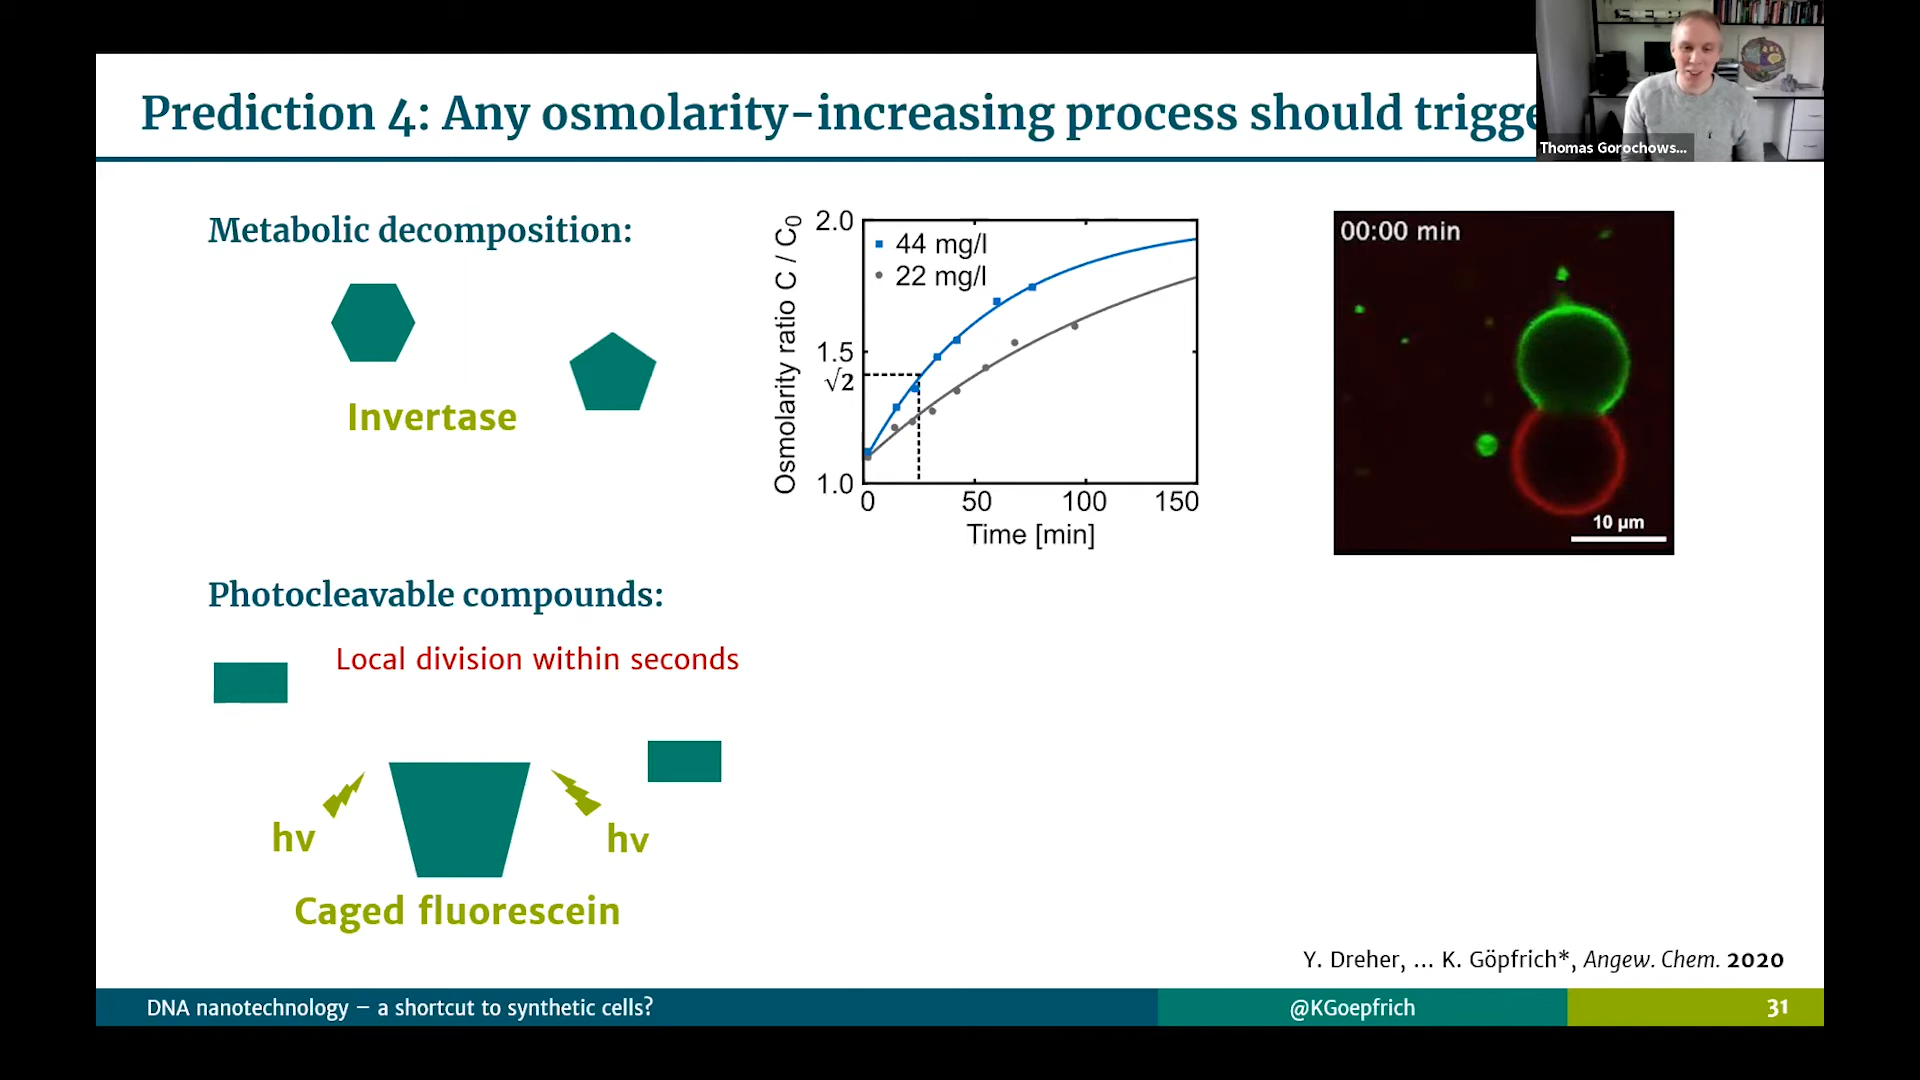 Prediction 4: Any osmolarity-increasing process should trigge
Thomas Gorochows...
Metabolic decomposition:
Invertase
Osmolarity ratio C / C0
2.0
1.5
√2
1.0
44 mg/l
22 mg/l
0 50 100 150
Time [min]
00:00 min
10 µm
Photocleavable compounds:
Local division within seconds
hν hν
Caged fluorescein
Y. Dreher, ... K. Göpfrich*, Angew. Chem. 2020
DNA nanotechnology – a shortcut to synthetic cells?
@KGoepfrich
31